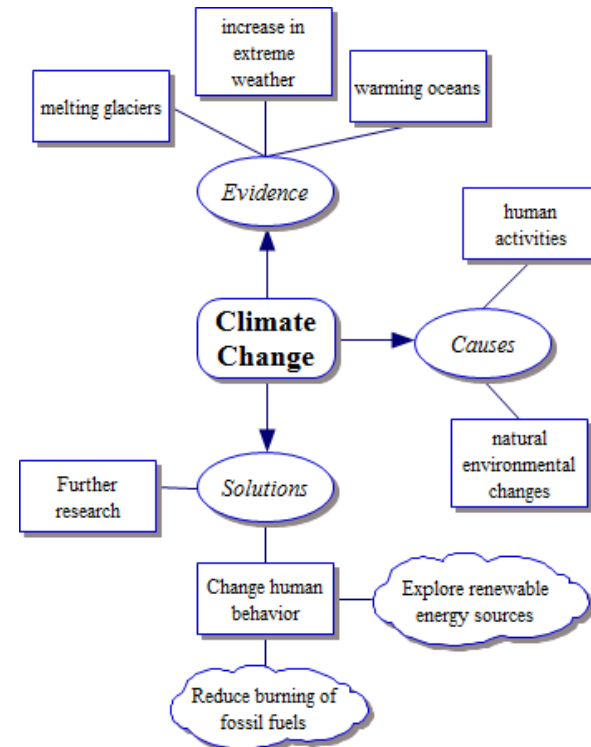 increase in
extreme
weather
melting glaciers
warming oceans
Evidence
human
activities
Climate
Change
Causes
natural
environmental
changes
Further
research
Solutions
Change human
behavior
Explore renewable
energy sources
Reduce burning of
fossil fuels